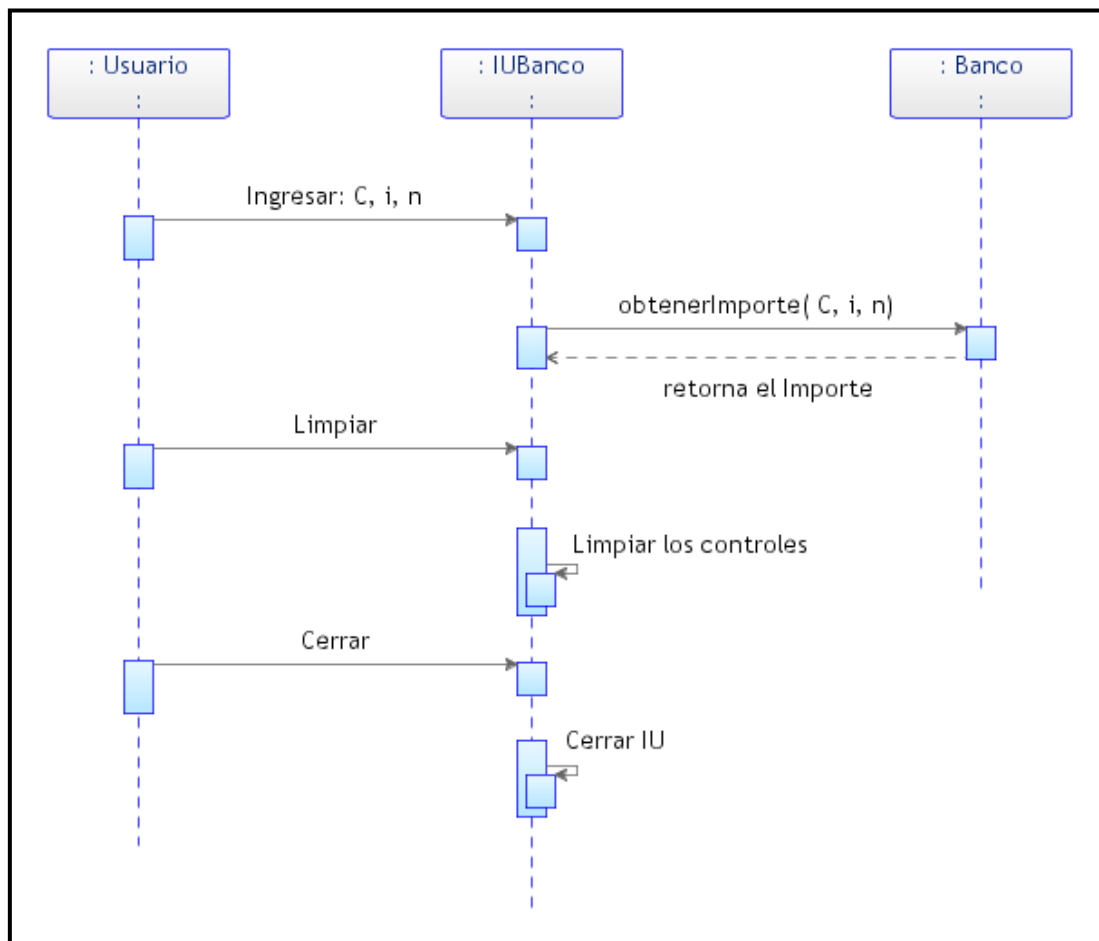 : Usuario
:
: IUBanco
:
: Banco
:
Ingresar: C, i, n
obtenerImporte( C, i, n)
retorna el Importe
Limpiar
Limpiar los controles
Cerrar
Cerrar IU